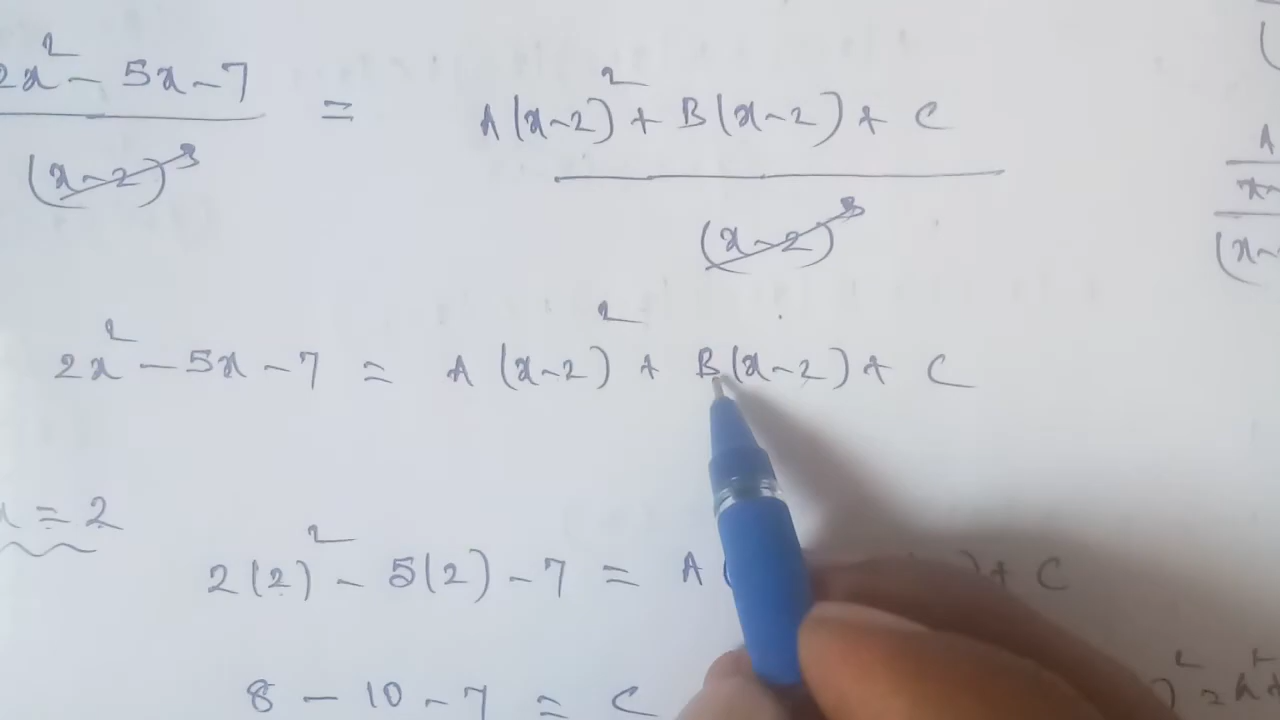 2x² - 5x - 7 / (x-2)³ = A(x-2)² + B(x-2) + C / (x-2)³
2x² - 5x - 7 = A(x-2)² + B(x-2) + C
x = 2
2(2)² - 5(2) - 7 = A( ) + C
8 - 10 - 7 = C